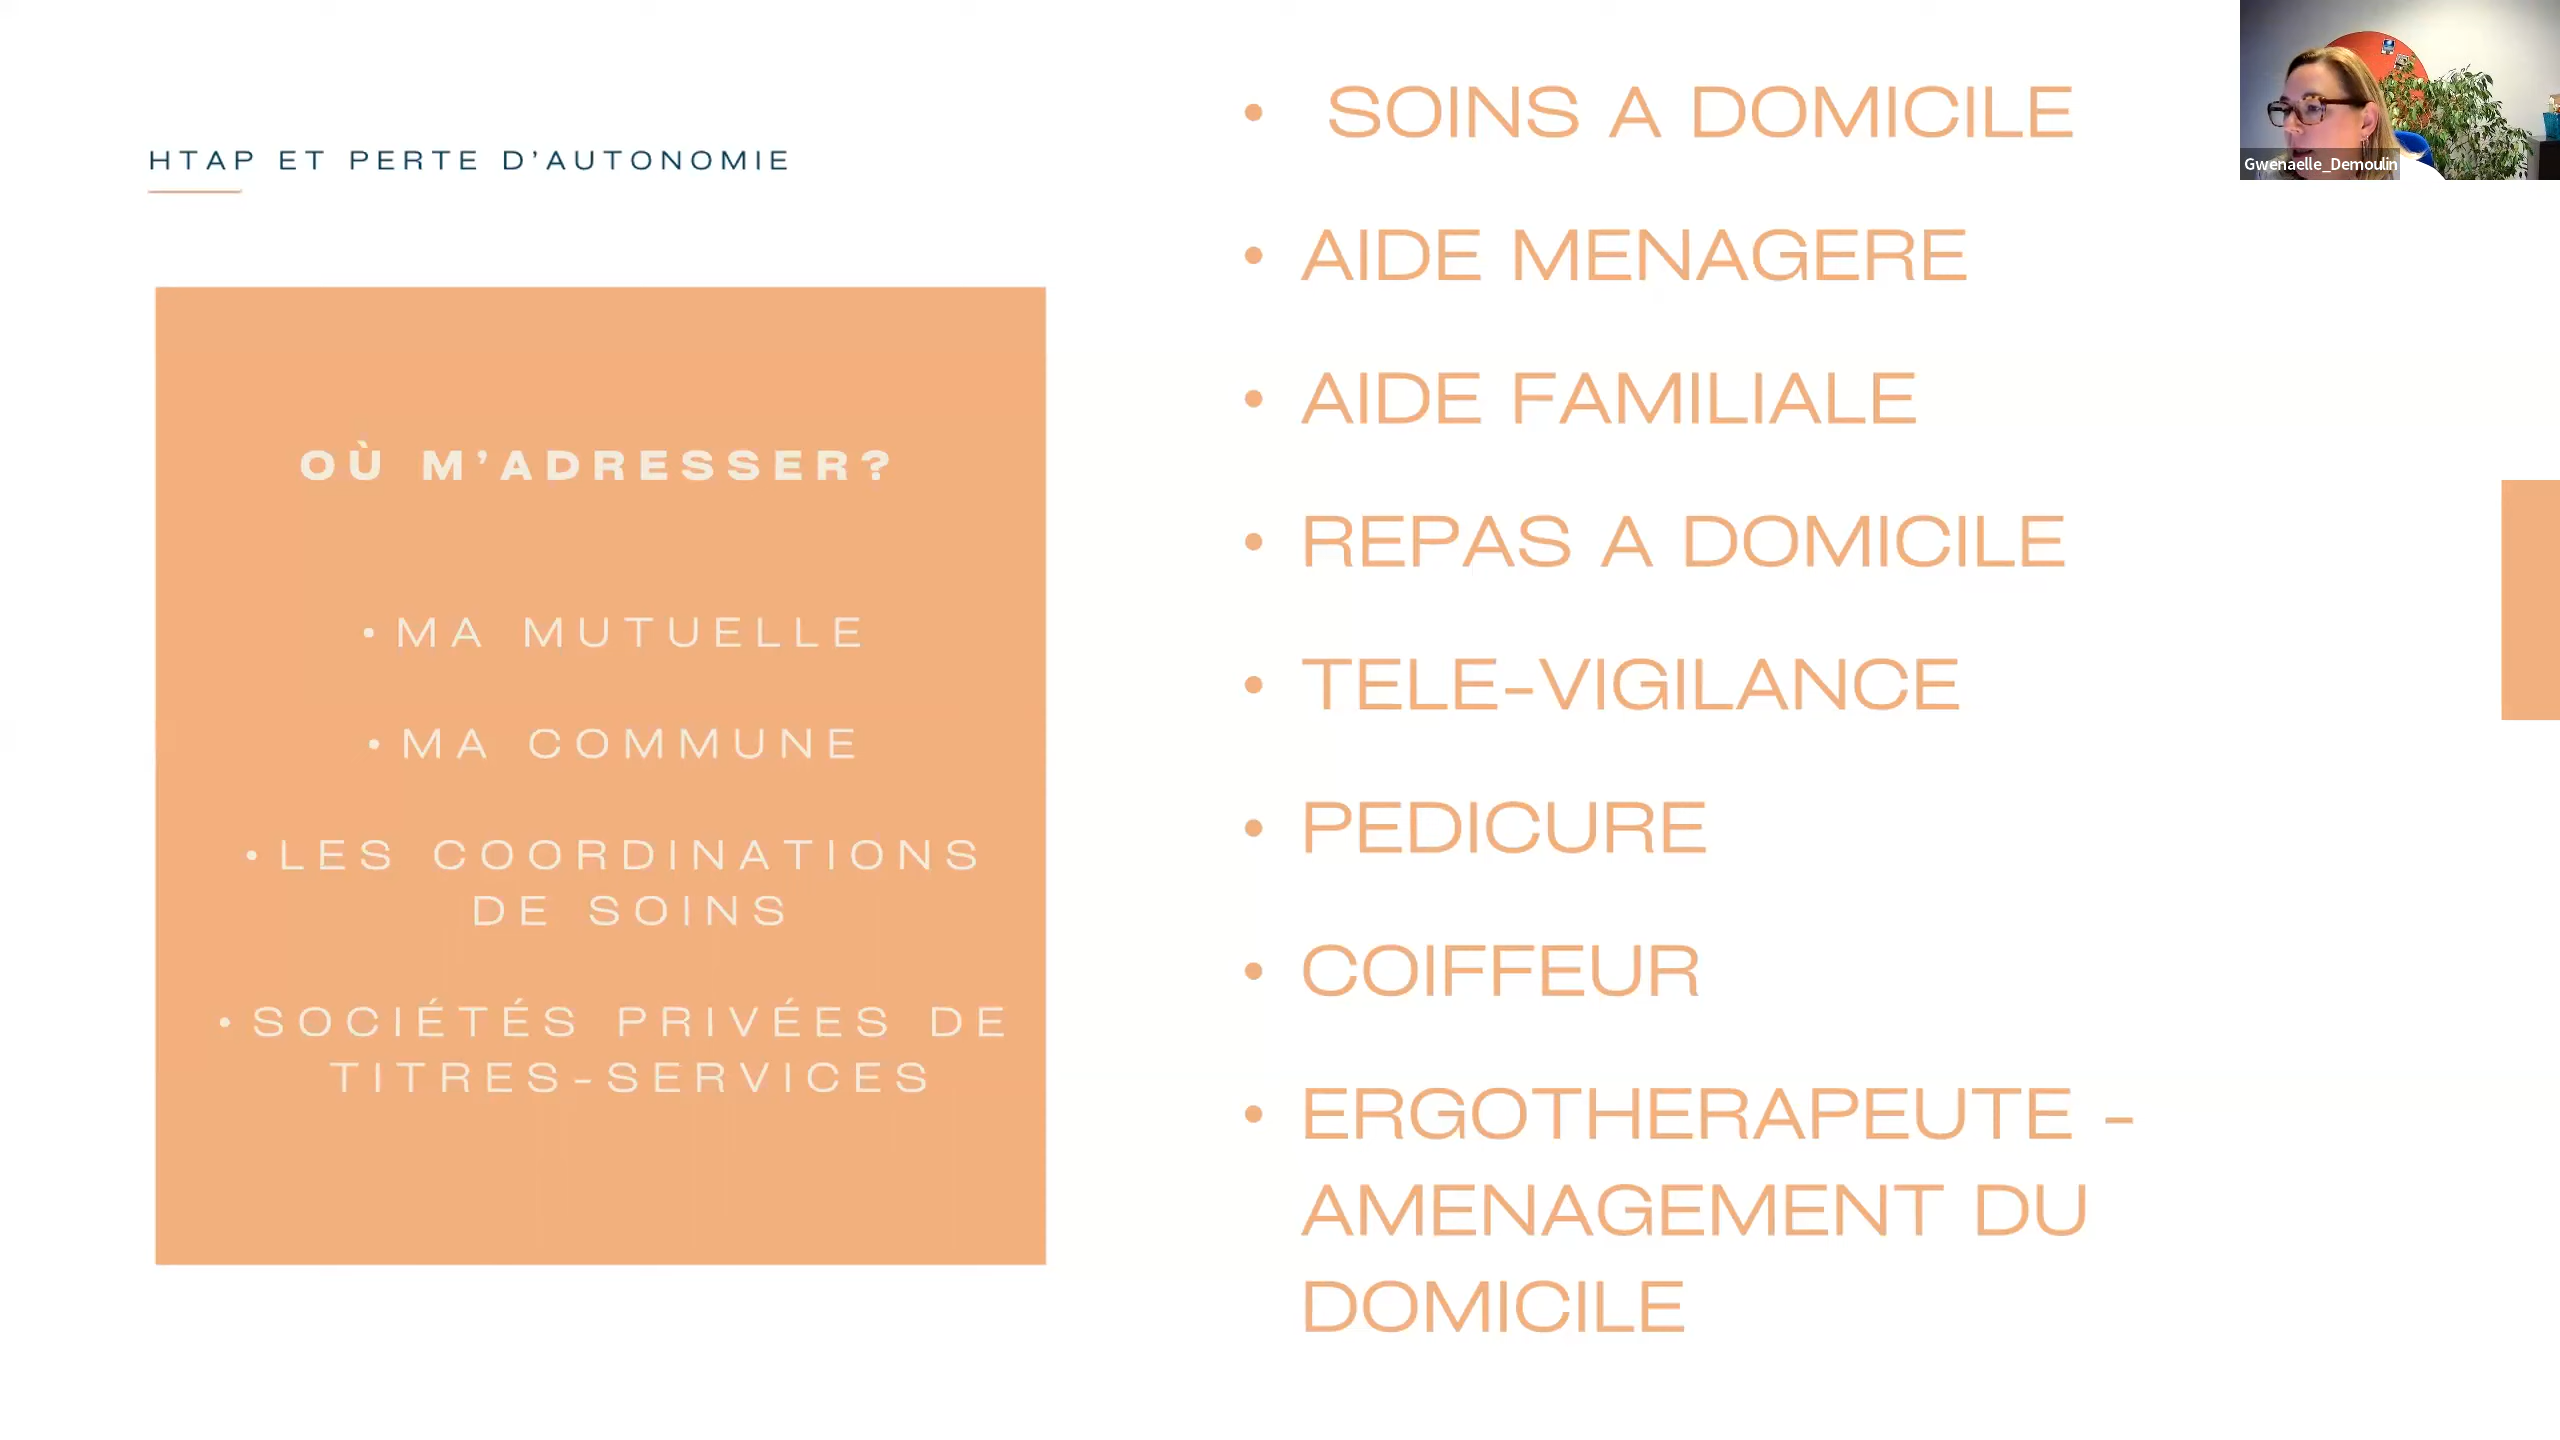 HTAP ET PERTE D'AUTONOMIE
OÙ M'ADRESSER?
• MA MUTUELLE
• MA COMMUNE
• LES COORDINATIONS
DE SOINS
• SOCIÉTÉS PRIVÉES DE
TITRES-SERVICES
• SOINS A DOMICILE
• AIDE MENAGERE
• AIDE FAMILIALE
• REPAS A DOMICILE
• TELE-VIGILANCE
• PEDICURE
• COIFFEUR
• ERGOTHERAPEUTE -
AMENAGEMENT DU
DOMICILE
Gwenaelle_Demoulin